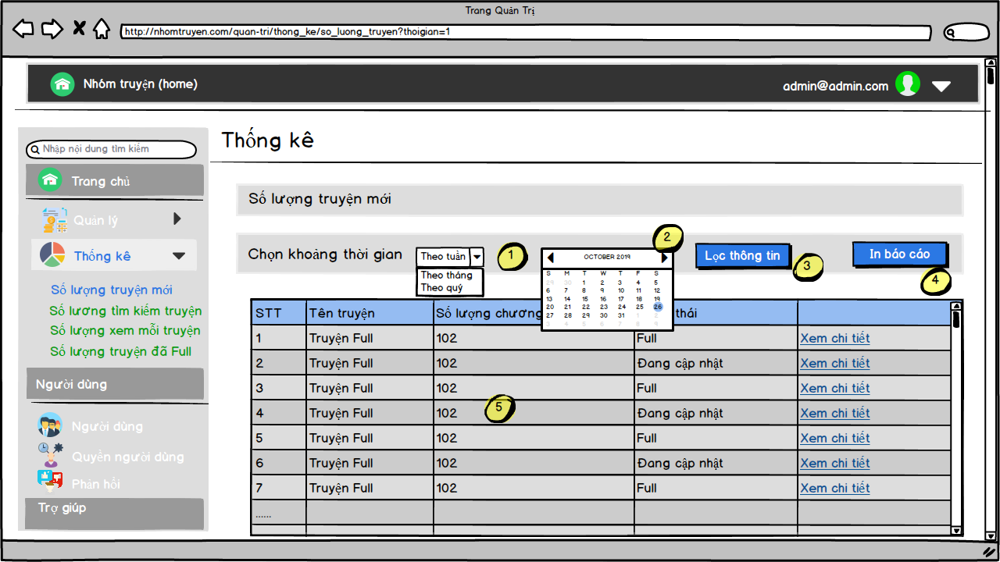 Trang Quản Trị
http://nhomtruyen.com/quan-tri/thong_ke/so_luong_truyen?thoigian=1
Nhóm truyện (home)
admin@admin.com
Nhập nội dung tìm kiếm
Trang chủ
Quản lý
Thống kê
Số lượng truyện mới
Số lương tìm kiếm truyện
Số lượng xem mỗi truyện
Số lượng truyện đã Full
Người dùng
Người dùng
Quyền người dùng
Phản hồi
Trợ giúp
Thống kê
Số lượng truyện mới
Chọn khoảng thời gian
Theo tuần
Theo tháng
Theo quý
1
OCTOBER 2019
S M T W T F S
29 30 1 2 3 4 5
6 7 8 9 10 11 12
13 14 15 16 17 18 19
20 21 22 23 24 25 26
27 28 29 30 31 1 2
3 4 5 6 7 8 9
2
Lọc thông tin
3
In báo cáo
4
STT Tên truyện Số lượng chương thái
1 Truyện Full 102 Full Xem chi tiết
2 Truyện Full 102 Đang cập nhật Xem chi tiết
3 Truyện Full 102 Full Xem chi tiết
4 Truyện Full 102 Đang cập nhật Xem chi tiết
5
5 Truyện Full 102 Full Xem chi tiết
6 Truyện Full 102 Đang cập nhật Xem chi tiết
7 Truyện Full 102 Full Xem chi tiết
......